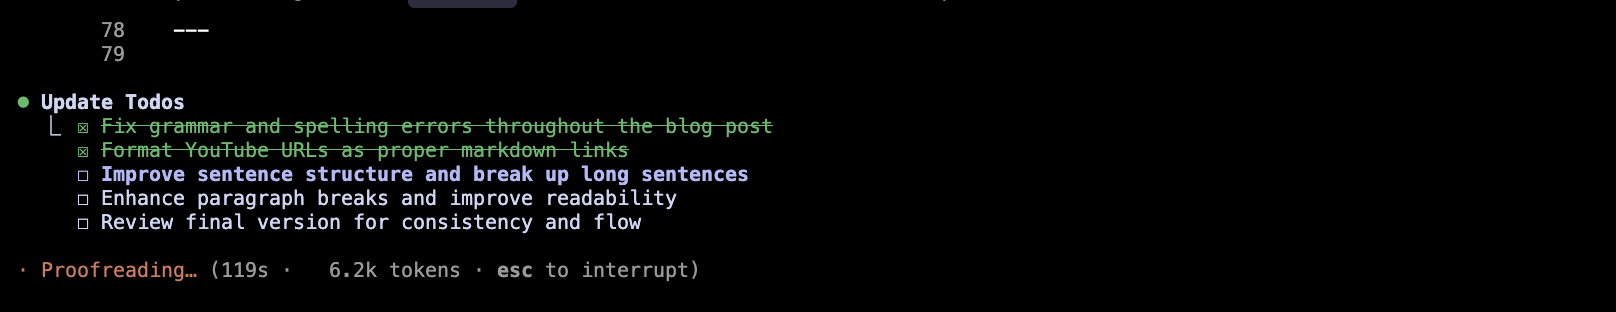 78 ---
79
● Update Todos
⎿ ☒ Fix grammar and spelling errors throughout the blog post
☒ Format YouTube URLs as proper markdown links
☐ Improve sentence structure and break up long sentences
☐ Enhance paragraph breaks and improve readability
☐ Review final version for consistency and flow
· Proofreading… (119s · 6.2k tokens · esc to interrupt)